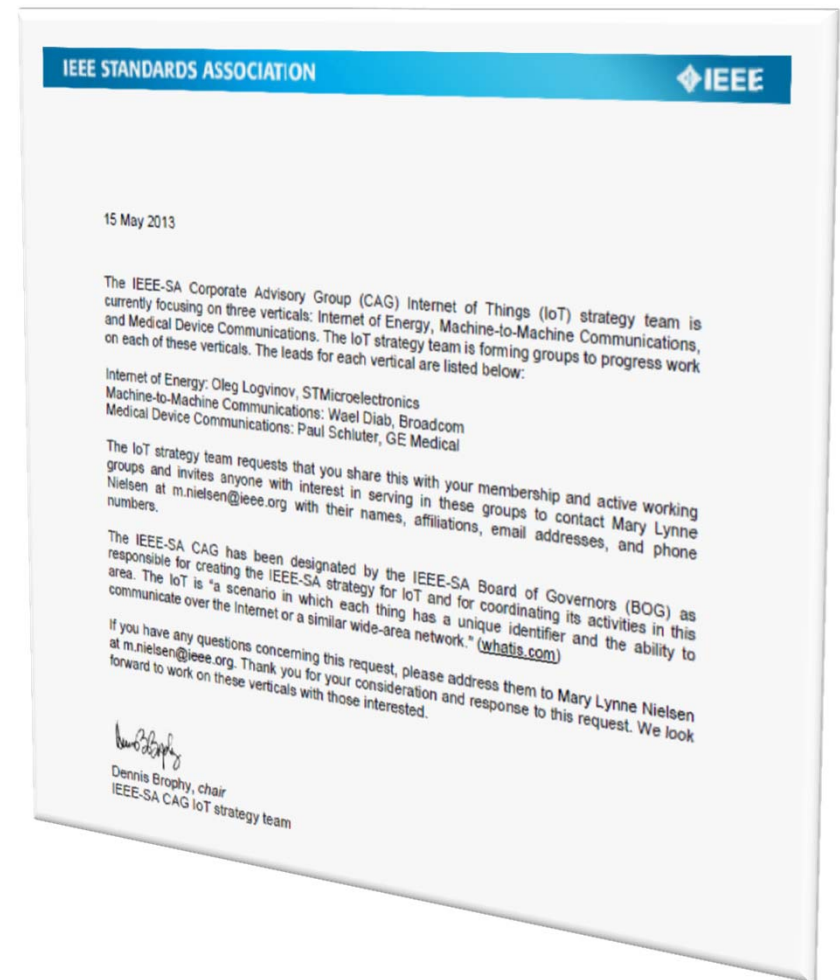 IEEE STANDARDS ASSOCIATION
IEEE
15 May 2013
The IEEE-SA Corporate Advisory Group (CAG) Internet of Things (IoT) strategy team is
currently focusing on three verticals: Internet of Energy, Machine-to-Machine Communications,
and Medical Device Communications. The IoT strategy team is forming groups to progress work
on each of these verticals. The leads for each vertical are listed below:
Internet of Energy: Oleg Logvinov, STMicroelectronics
Machine-to-Machine Communications: Wael Diab, Broadcom
Medical Device Communications: Paul Schluter, GE Medical
The IoT strategy team requests that you share this with your membership and active working
groups and invites anyone with interest in serving in these groups to contact Mary Lynne
Nielsen at m.nielsen@ieee.org with their names, affiliations, email addresses, and phone
numbers.
The IEEE-SA CAG has been designated by the IEEE-SA Board of Governors (BOG) as
responsible for creating the IEEE-SA strategy for IoT and for coordinating its activities in this
area. The IoT is "a scenario in which each thing has a unique identifier and the ability to
communicate over the Internet or a similar wide-area network." (whatis.com)
If you have any questions concerning this request, please address them to Mary Lynne Nielsen
at m.nielsen@ieee.org. Thank you for your consideration and response to this request. We look
forward to work on these verticals with those interested.
Dennis Brophy, chair
IEEE-SA CAG IoT strategy team